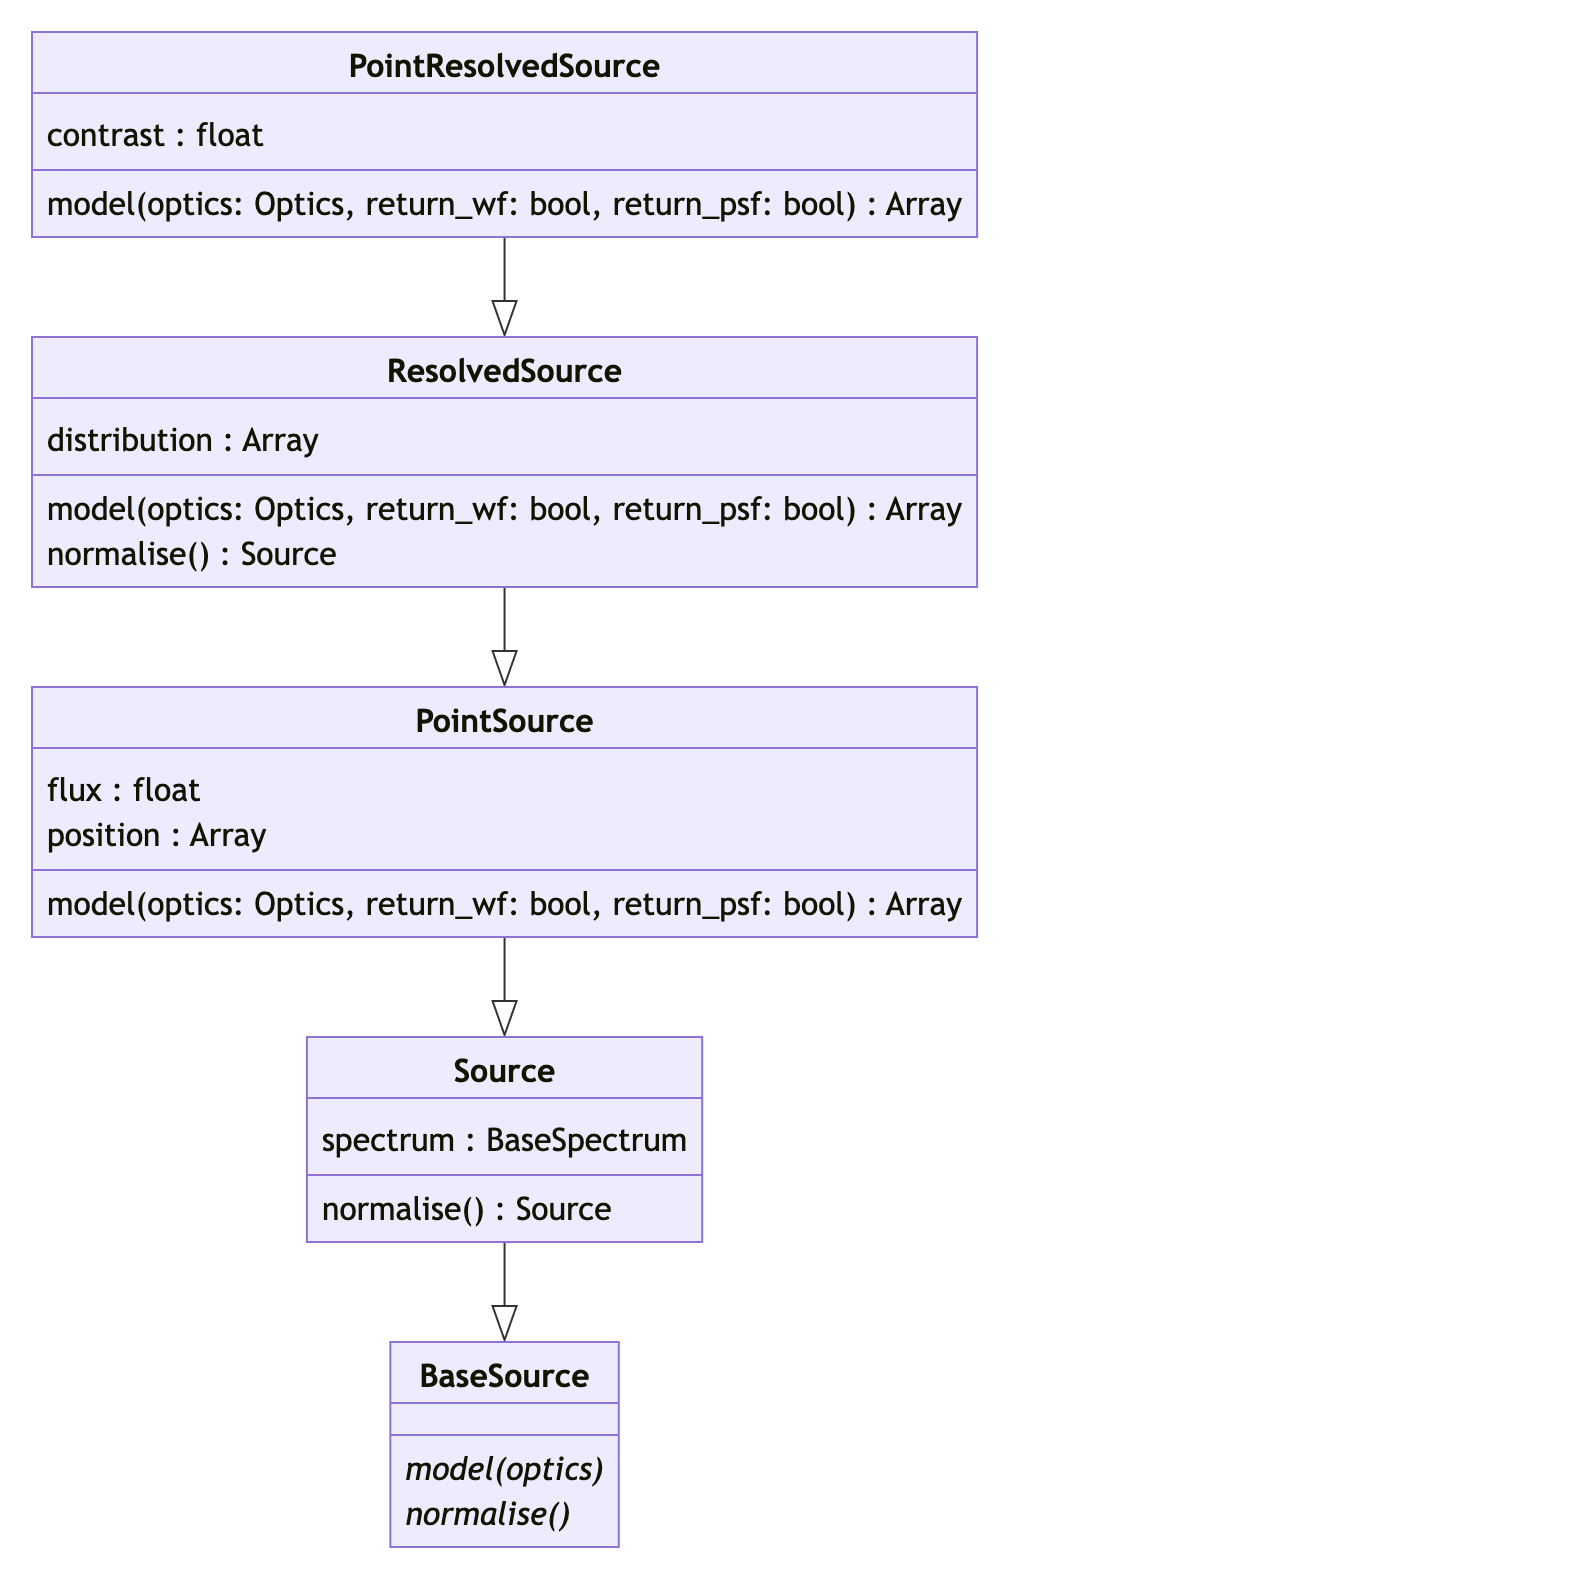 PointResolvedSource
contrast : float
model(optics: Optics, return_wf: bool, return_psf: bool) : Array
ResolvedSource
distribution : Array
model(optics: Optics, return_wf: bool, return_psf: bool) : Array
normalise() : Source
PointSource
flux : float
position : Array
model(optics: Optics, return_wf: bool, return_psf: bool) : Array
Source
spectrum : BaseSpectrum
normalise() : Source
BaseSource
model(optics)
normalise()